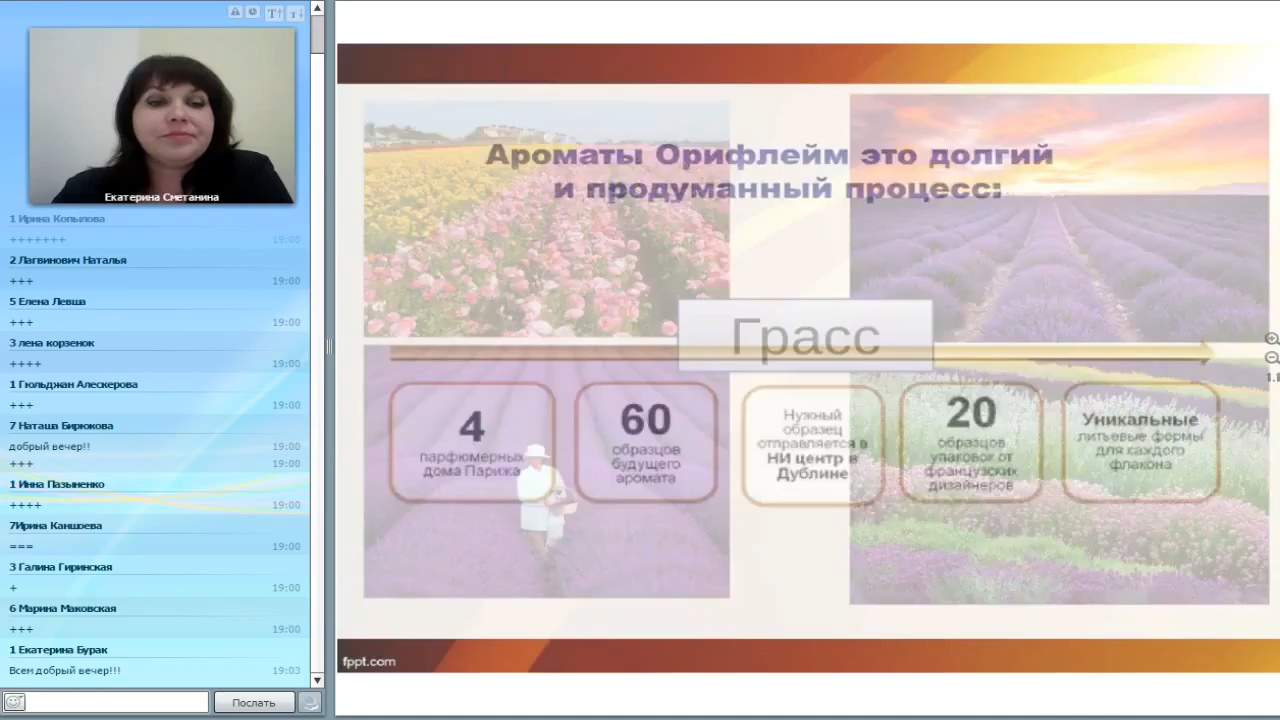 T↑
т↓
Екатерина Сметанина
1 Ирина Копылова
+++++++ 19:00
2 Лагвинович Наталья
+++ 19:00
5 Елена Левша
+++ 19:00
3 лена корзенок
++++ 19:00
1 Гюльджан Алескерова
+++ 19:00
7 Наташа Бирюкова
добрый вечер!! 19:00
+++ 19:00
1 Инна Пазыненко
++++ 19:00
7Ирина Каншоева
=== 19:00
3 Галина Гиринская
+ 19:00
6 Марина Маковская
+++ 19:00
1 Екатерина Бурак
Всем добрый вечер!!! 19:03
Послать
Ароматы Орифлейм это долгий
и продуманный процесс:
Грасс
4
парфюмерных
дома Парижа
60
образцов
будущего
аромата
Нужный
образец
отправляется в
НИ центр в
Дублине
20
образцов
упаковок от
французских
дизайнеров
Уникальные
литьевые формы
для каждого
флакона
fppt.com